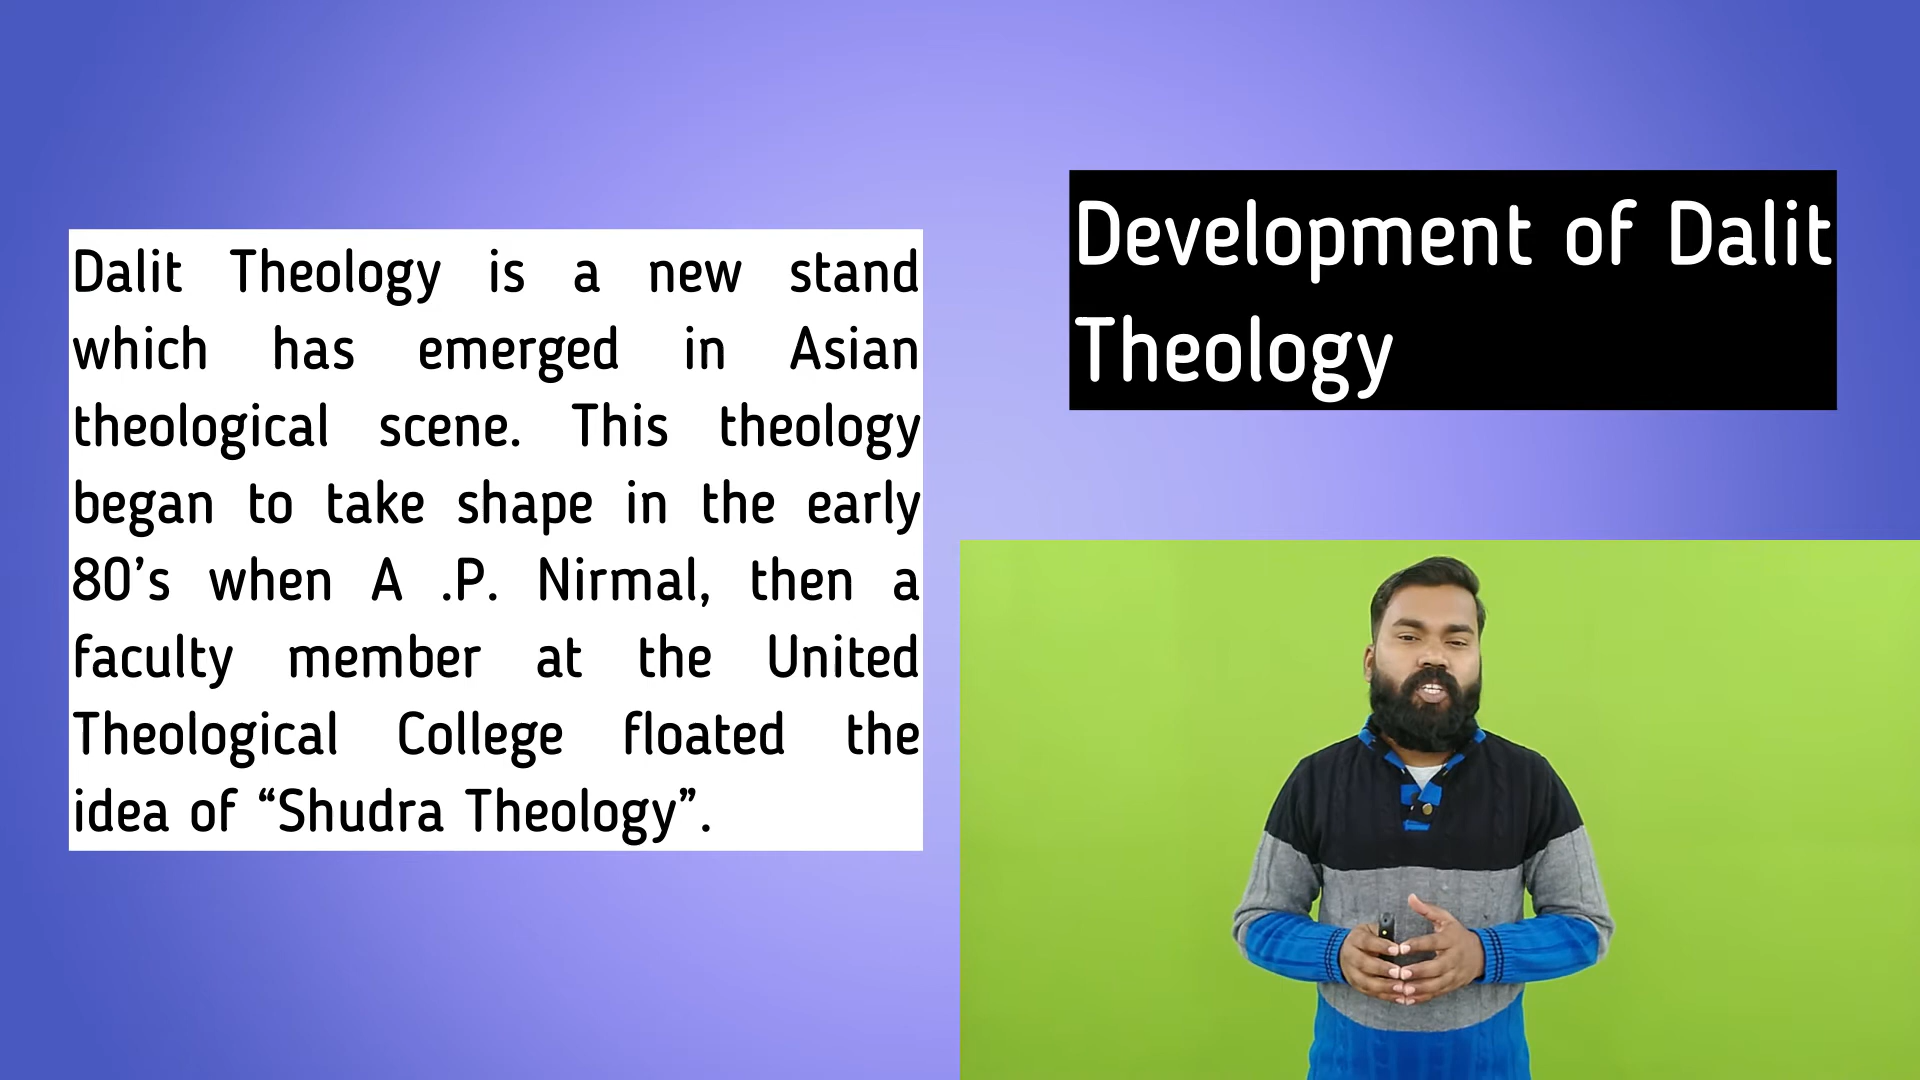 Development of Dalit
Theology
Dalit Theology is a new stand
which has emerged in Asian
theological scene. This theology
began to take shape in the early
80’s when A .P. Nirmal, then a
faculty member at the United
Theological College floated the
idea of “Shudra Theology”.